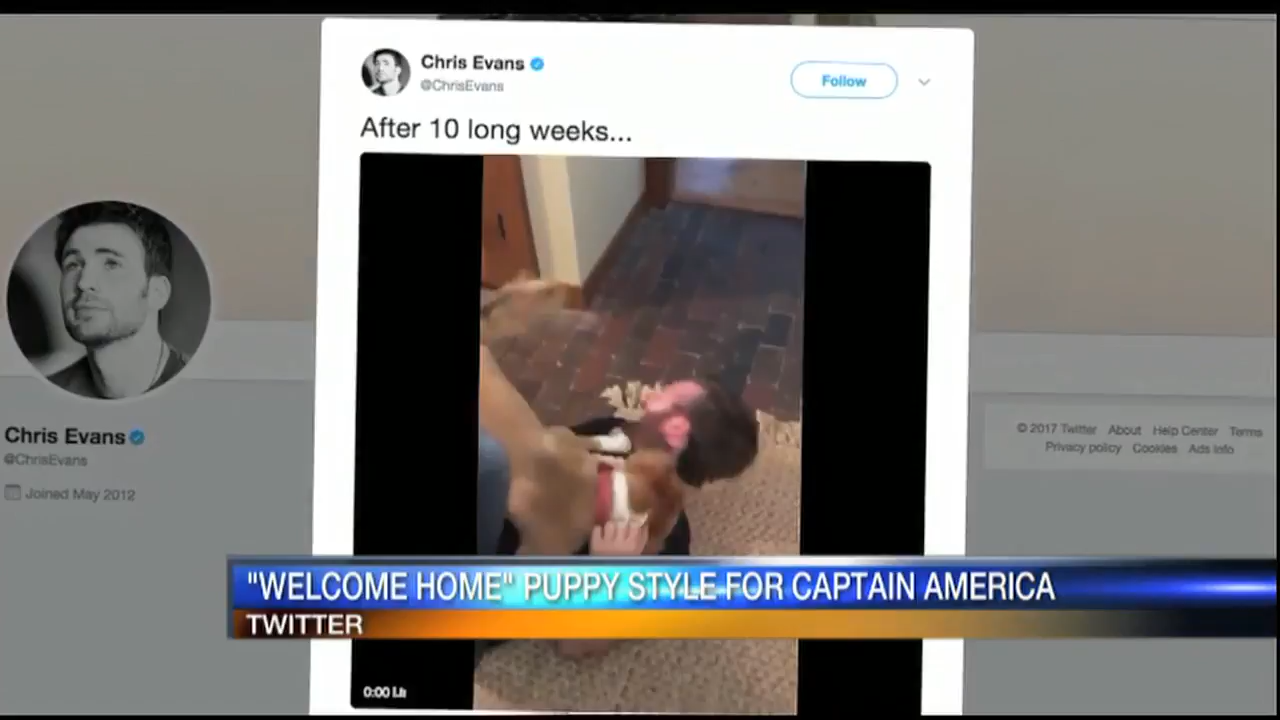 Chris Evans
@ChrisEvans
Follow
After 10 long weeks...
Chris Evans
@ChrisEvans
Joined May 2012
© 2017 Twitter About Help Center Terms
Privacy policy Cookies Ads info
"WELCOME HOME" PUPPY STYLE FOR CAPTAIN AMERICA
TWITTER
0:00